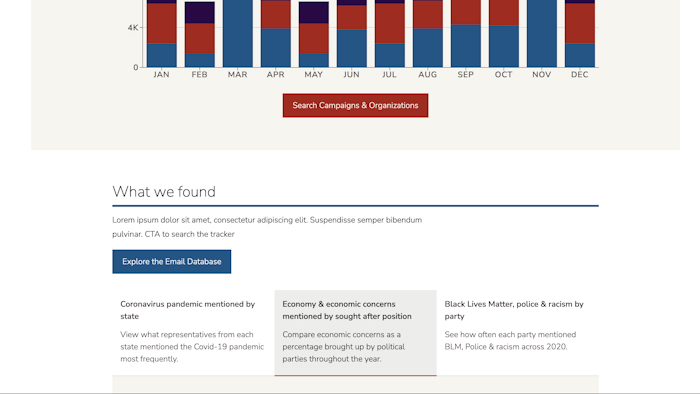 4K
0
JAN FEB MAR APR MAY JUN JUL AUG SEP OCT NOV DEC
Search Campaigns & Organizations
What we found
Lorem ipsum dolor sit amet, consectetur adipiscing elit. Suspendisse semper bibendum
pulvinar. CTA to search the tracker
Explore the Email Database
Coronavirus pandemic mentioned by
state
View what representatives from each
state mentioned the Covid-19 pandemic
most frequently.
Economy & economic concerns
mentioned by sought after position
Compare economic concerns as a
percentage brought up by political
parties throughout the year.
Black Lives Matter, police & racism by
party
See how often each party mentioned
BLM, Police & racism across 2020.